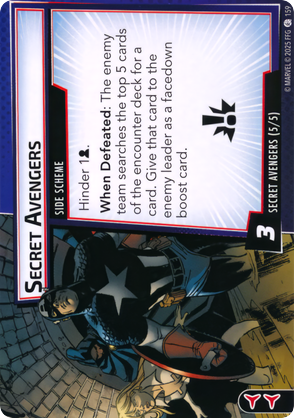 SECRET AVENGERS
SIDE SCHEME
Hinder 1.
When Defeated: The enemy
team searches the top 5 cards
of the encounter deck for a
card. Give that card to the
enemy leader as a facedown
boost card.
3
SECRET AVENGERS (5/5)
© MARVEL © 2025 FFG 159